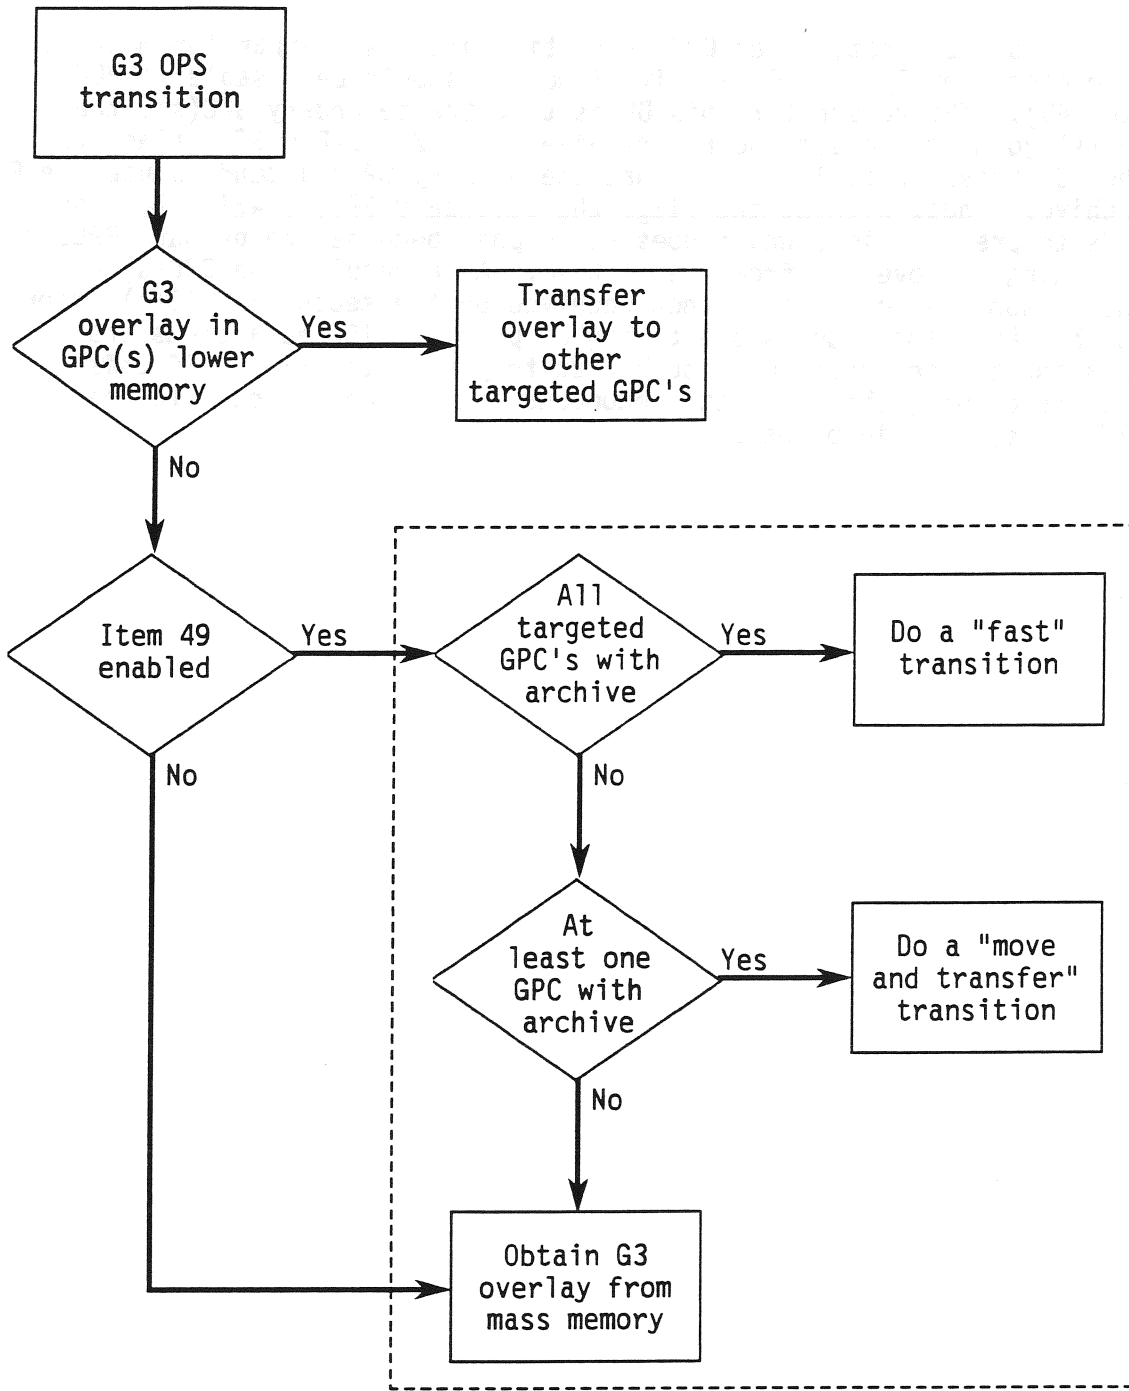 G3 OPS
transition
G3
overlay in
GPC(s) lower
memory
Yes
Transfer
overlay to
other
targeted GPC's
No
Item 49
enabled
Yes
All
targeted
GPC's with
archive
Yes
Do a "fast"
transition
No
No
At
least one
GPC with
archive
Yes
Do a "move
and transfer"
transition
No
Obtain G3
overlay from
mass memory